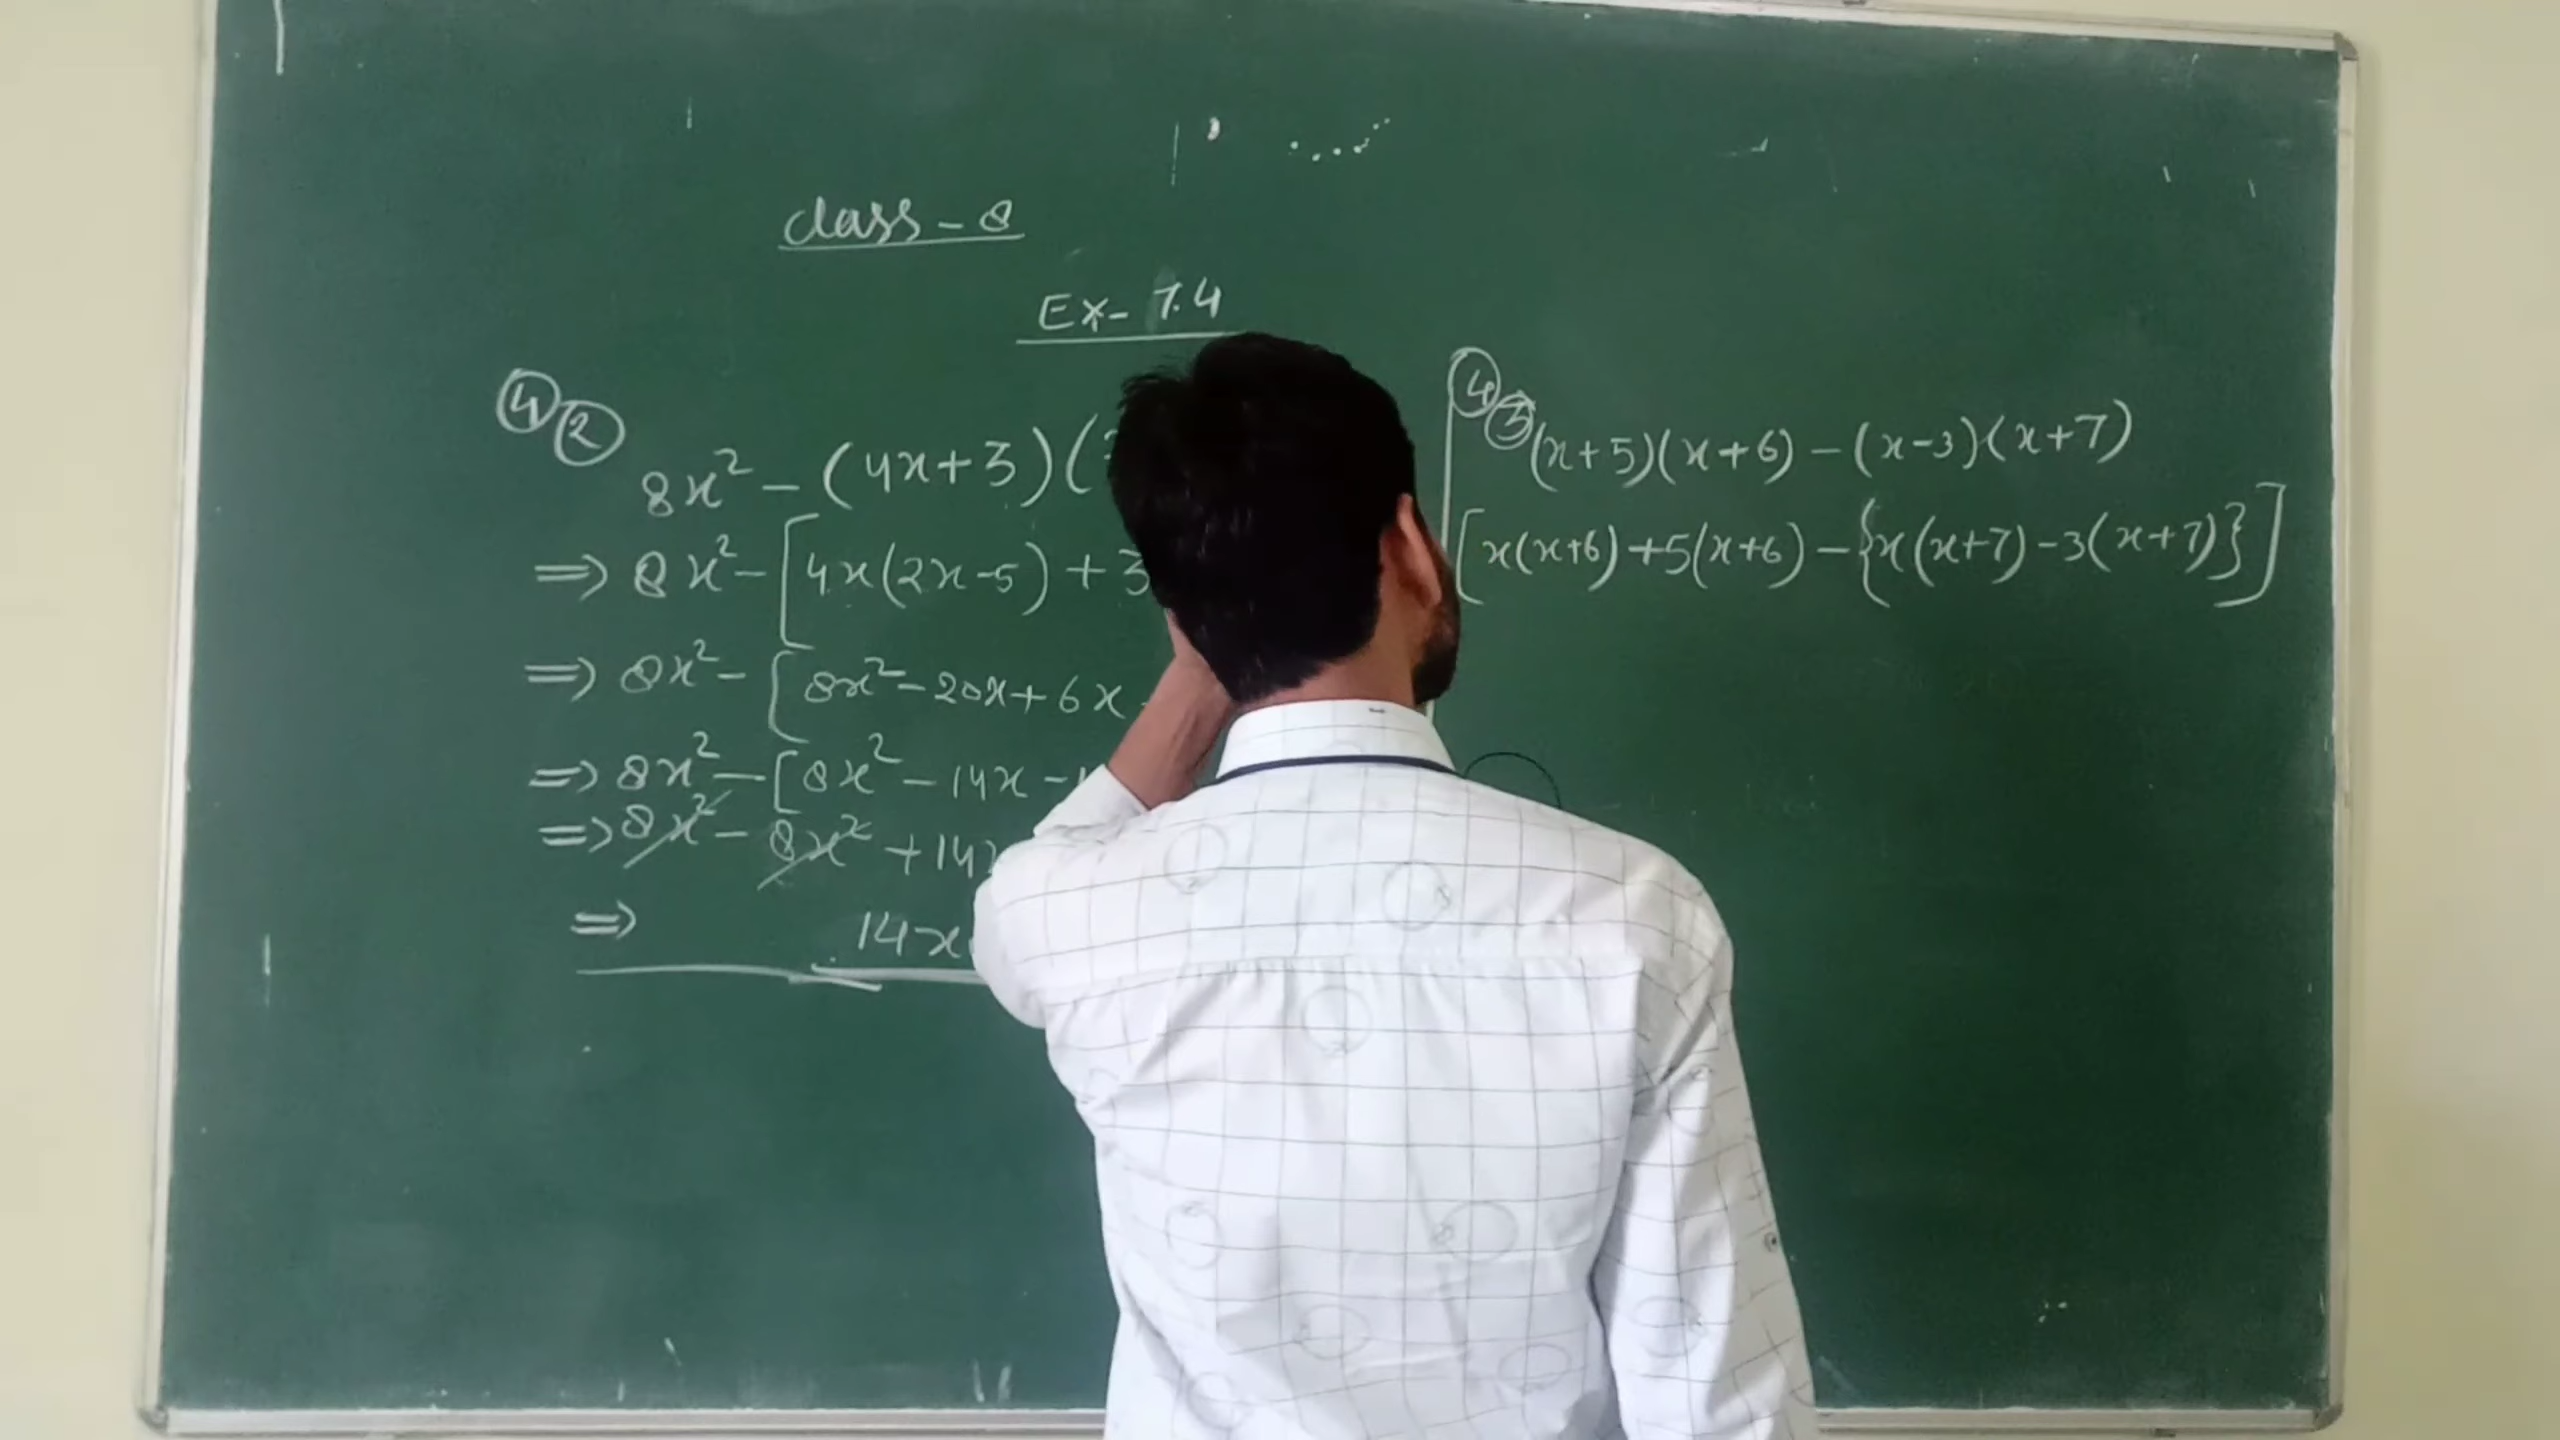 Class - 8
Ex- 7.4
4 2
8x² - (4x+3)(
=> 8x² - [4x(2x-5) + 3
=> 8x² - [8x² - 20x + 6x
=> 8x² - [8x² - 14x -
=> 8x² - 8x² + 14x
=> 14x
4 3 (x+5)(x+6) - (x-3)(x+7)
[x(x+6) + 5(x+6) - {x(x+7) - 3(x+7)}]